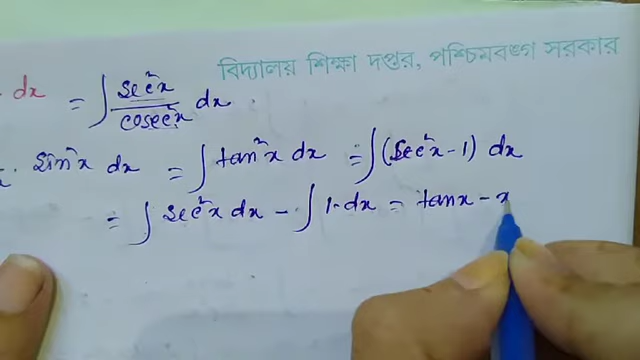 বিদ্যালয় শিক্ষা দপ্তর, পশ্চিমবঙ্গ সরকার
dx = ∫ sec²x / cosec²x dx
sin²x dx = ∫ tan²x dx = ∫ (sec²x - 1) dx
= ∫ sec²x dx - ∫ 1. dx = tanx - x